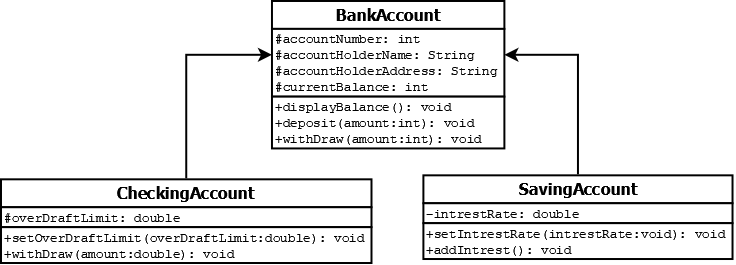 BankAccount
#accountNumber: int
#accountHolderName: String
#accountHolderAddress: String
#currentBalance: int
+displayBalance(): void
+deposit(amount:int): void
+withDraw(amount:int): void
CheckingAccount
#overDraftLimit: double
+setOverDraftLimit(overDraftLimit:double): void
+withDraw(amount:double): void
SavingAccount
-intrestRate: double
+setIntrestRate(intrestRate:void): void
+addIntrest(): void